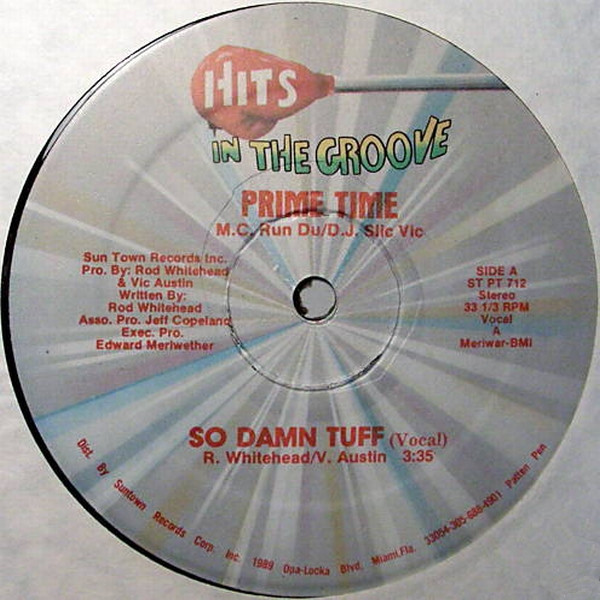 HITS
IN THE GROOVE
PRIME TIME
M.C. Run Du/D.J. Slic Vic
Sun Town Records Inc.
Pro. By: Rod Whitehead
& Vic Austin
Written By:
Rod Whitehead
Asso. Pro. Jeff Copeland
Exec. Pro.
Edward Meriwether
SIDE A
ST PT 712
Stereo
33 1/3 RPM
Vocal
A
Meriwar-BMI
SO DAMN TUFF (Vocal)
R. Whitehead/V. Austin 3:35
Dist. By Suntown Records Corp. Inc. 1989 Opa-Locka Blvd, Miami,Fla. 33054-305-688-4901 Patten Pen